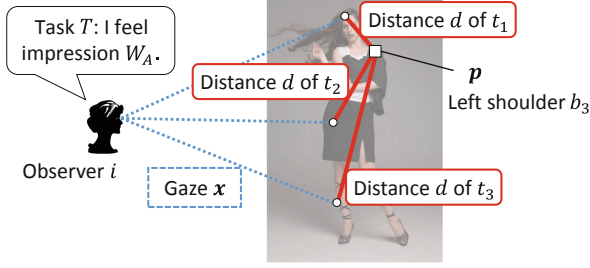 Task T: I feel
impression W_A.
Distance d of t_1
Distance d of t_2
p
Left shoulder b_3
Observer i
Gaze x
Distance d of t_3